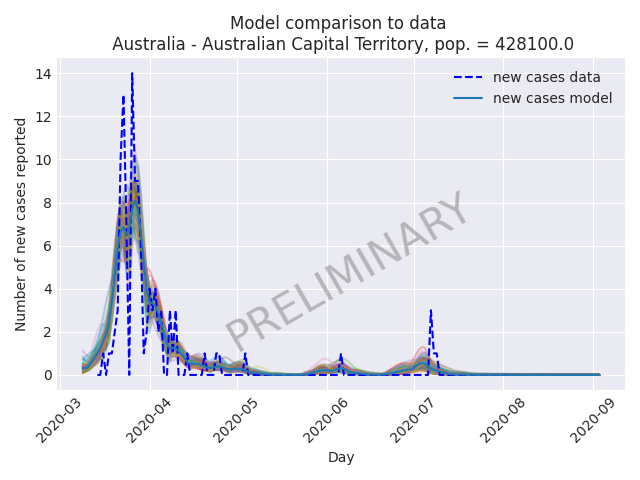 Model comparison to data
Australia - Australian Capital Territory, pop. = 428100.0
new cases data
new cases model
14
12
10
8
6
4
2
0
Number of new cases reported
PRELIMINARY
2020-03
2020-04
2020-05
2020-06
2020-07
2020-08
2020-09
Day